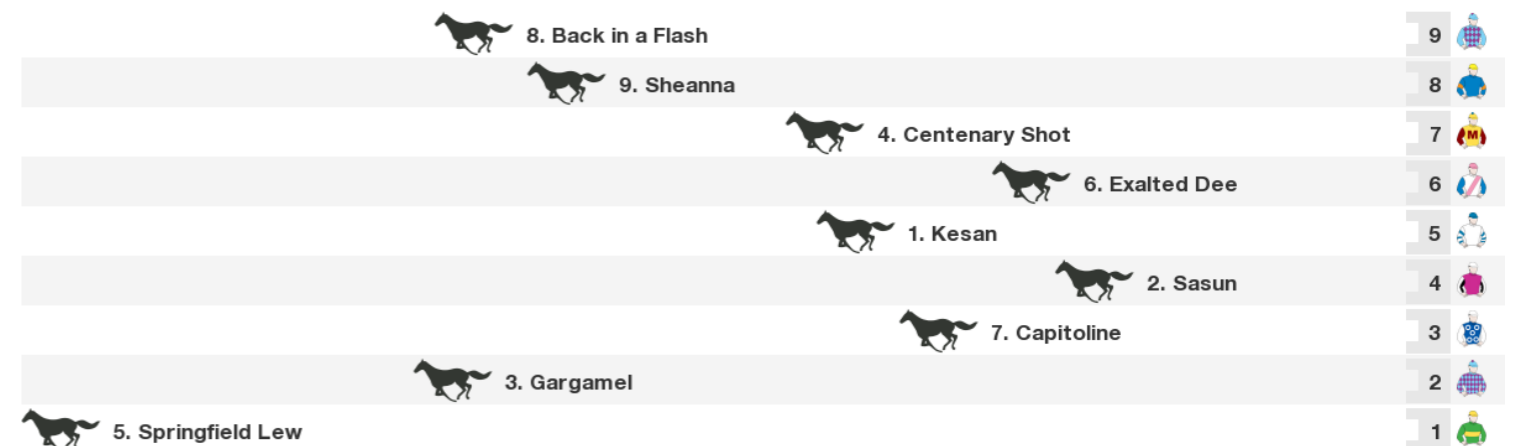 8. Back in a Flash 9
9. Sheanna 8
4. Centenary Shot 7 M
6. Exalted Dee 6
1. Kesan 5
2. Sasun 4
7. Capitoline 3
3. Gargamel 2
5. Springfield Lew 1